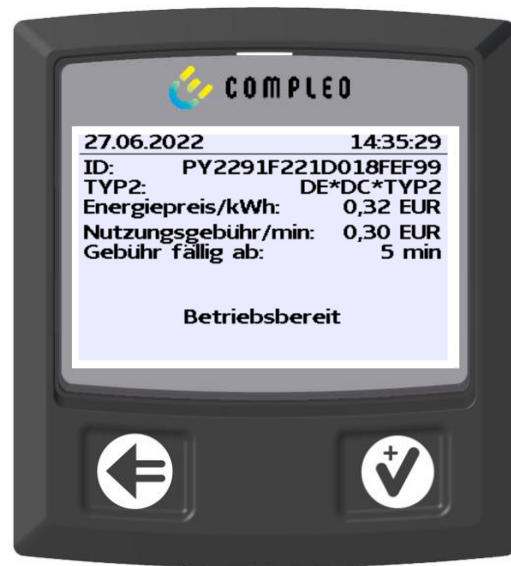 COMPLEO
27.06.2022 14:35:29
ID: PY2291F221D018FEF99
TYP2: DE*DC*TYP2
Energiepreis/kWh: 0,32 EUR
Nutzungsgebühr/min: 0,30 EUR
Gebühr fällig ab: 5 min
Betriebsbereit